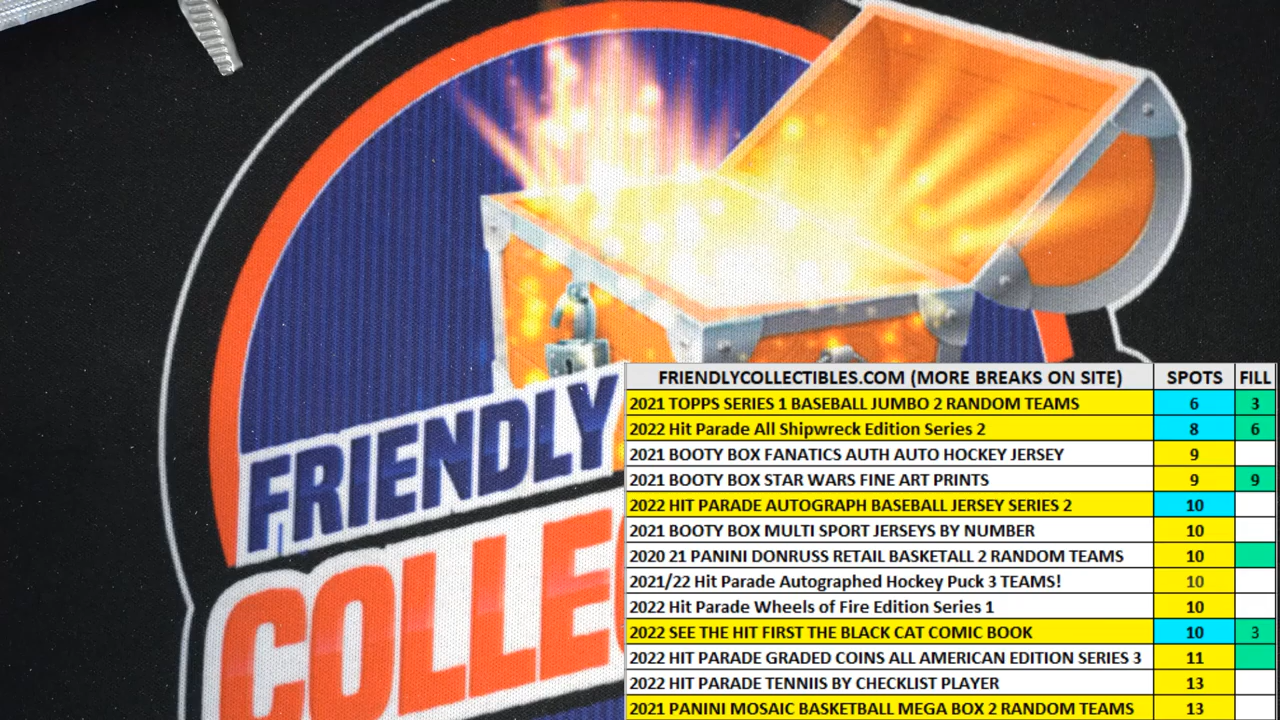 FRIENDLY
COLLE
FRIENDLYCOLLECTIBLES.COM (MORE BREAKS ON SITE) SPOTS FILL
2021 TOPPS SERIES 1 BASEBALL JUMBO 2 RANDOM TEAMS 6 3
2022 Hit Parade All Shipwreck Edition Series 2 8 6
2021 BOOTY BOX FANATICS AUTH AUTO HOCKEY JERSEY 9
2021 BOOTY BOX STAR WARS FINE ART PRINTS 9 9
2022 HIT PARADE AUTOGRAPH BASEBALL JERSEY SERIES 2 10
2021 BOOTY BOX MULTI SPORT JERSEYS BY NUMBER 10
2020 21 PANINI DONRUSS RETAIL BASKETALL 2 RANDOM TEAMS 10
2021/22 Hit Parade Autographed Hockey Puck 3 TEAMS! 10
2022 Hit Parade Wheels of Fire Edition Series 1 10
2022 SEE THE HIT FIRST THE BLACK CAT COMIC BOOK 10 3
2022 HIT PARADE GRADED COINS ALL AMERICAN EDITION SERIES 3 11
2022 HIT PARADE TENNIIS BY CHECKLIST PLAYER 13
2021 PANINI MOSAIC BASKETBALL MEGA BOX 2 RANDOM TEAMS 13